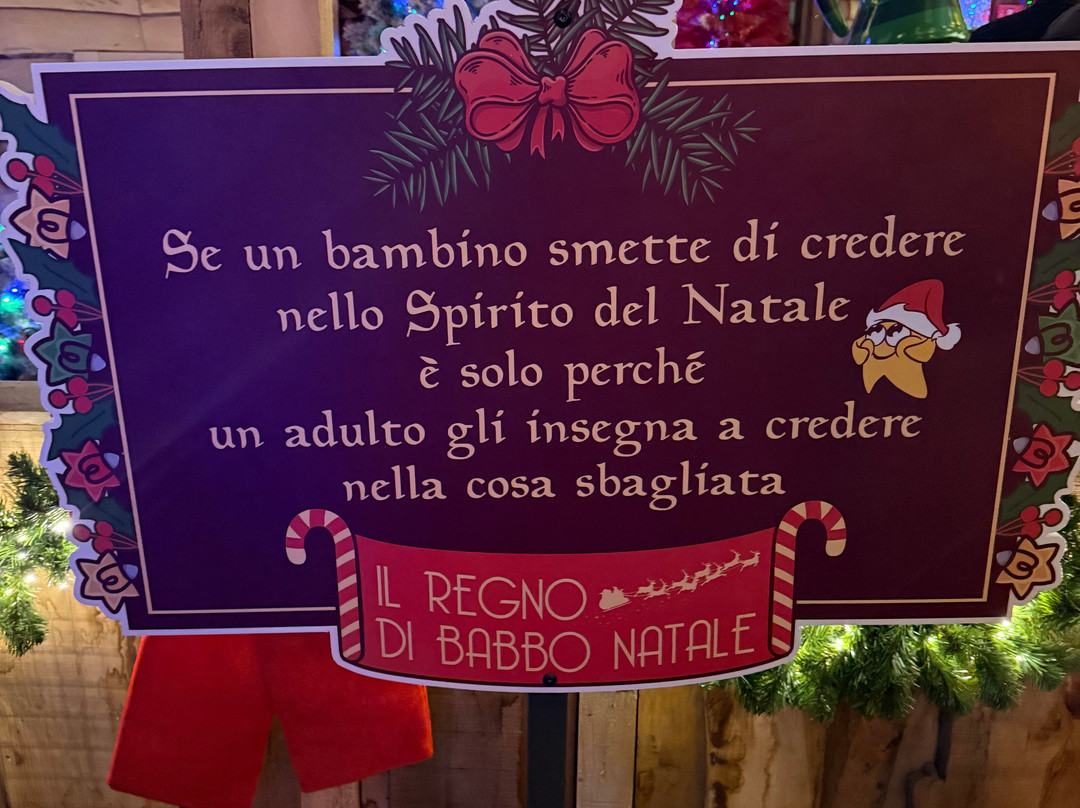 Se un bambino smette di credere
nello Spirito del Natale
è solo perché
un adulto gli insegna a credere
nella cosa sbagliata
IL REGNO
DI BABBO NATALE